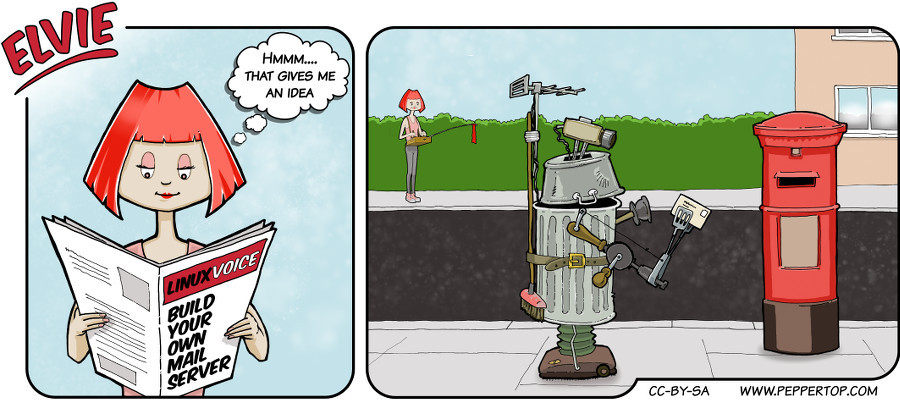 ELVIE
HMMM....
THAT GIVES ME
AN IDEA
LINUXVOICE
BUILD
YOUR
OWN
MAIL
SERVER
CC-BY-SA
WWW.PEPPERTOP.COM